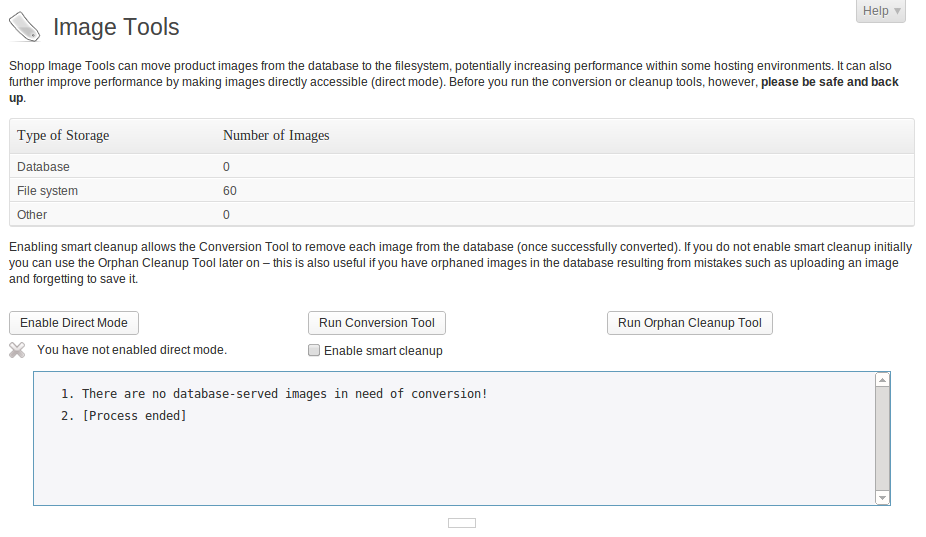 Help
Image Tools
Shopp Image Tools can move product images from the database to the filesystem, potentially increasing performance within some hosting environments. It can also
further improve performance by making images directly accessible (direct mode). Before you run the conversion or cleanup tools, however, please be safe and back
up.
Type of Storage Number of Images
Database 0
File system 60
Other 0
Enabling smart cleanup allows the Conversion Tool to remove each image from the database (once successfully converted). If you do not enable smart cleanup initially
you can use the Orphan Cleanup Tool later on – this is also useful if you have orphaned images in the database resulting from mistakes such as uploading an image
and forgetting to save it.
Enable Direct Mode Run Conversion Tool Run Orphan Cleanup Tool
You have not enabled direct mode. Enable smart cleanup
1. There are no database-served images in need of conversion!
2. [Process ended]